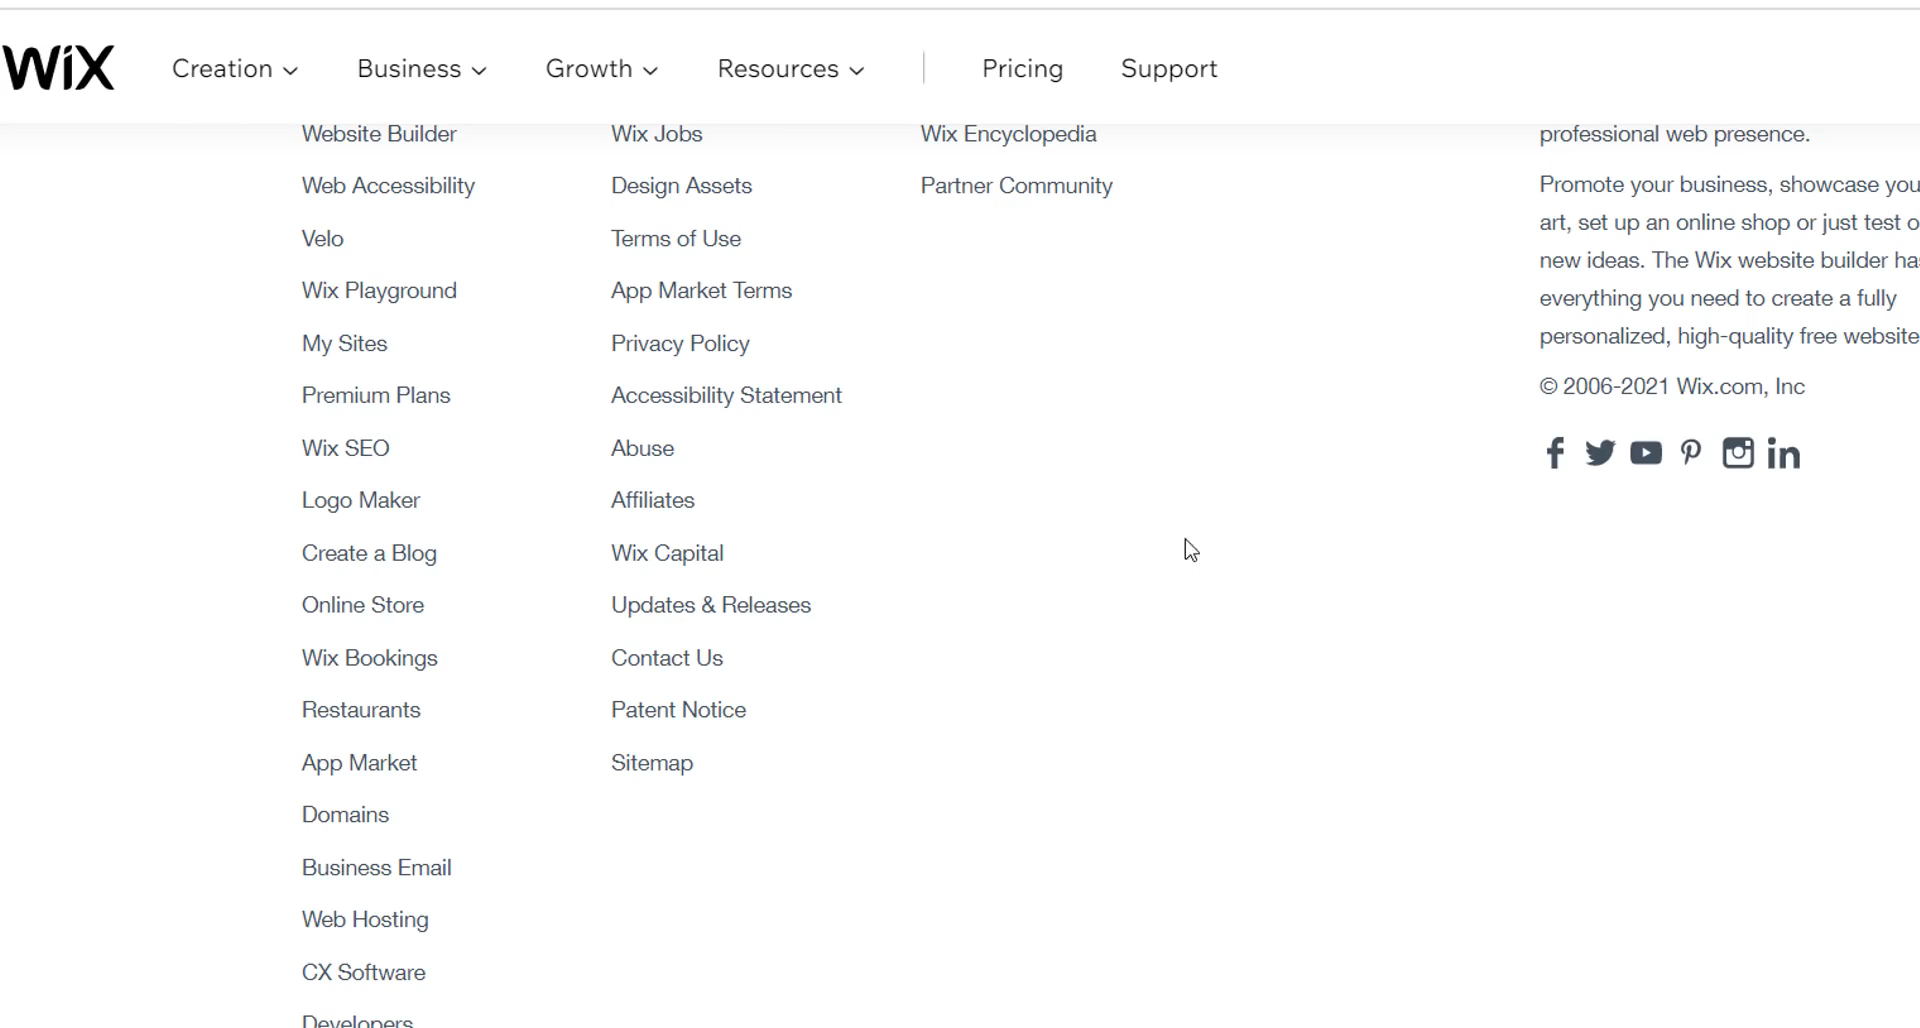 WiX
Creation
Business
Growth
Resources
Pricing
Support
Website Builder
Web Accessibility
Velo
Wix Playground
My Sites
Premium Plans
Wix SEO
Logo Maker
Create a Blog
Online Store
Wix Bookings
Restaurants
App Market
Domains
Business Email
Web Hosting
CX Software
Developers
Wix Jobs
Design Assets
Terms of Use
App Market Terms
Privacy Policy
Accessibility Statement
Abuse
Affiliates
Wix Capital
Updates & Releases
Contact Us
Patent Notice
Sitemap
Wix Encyclopedia
Partner Community
professional web presence.
Promote your business, showcase you
art, set up an online shop or just test o
new ideas. The Wix website builder has
everything you need to create a fully
personalized, high-quality free website
© 2006-2021 Wix.com, Inc